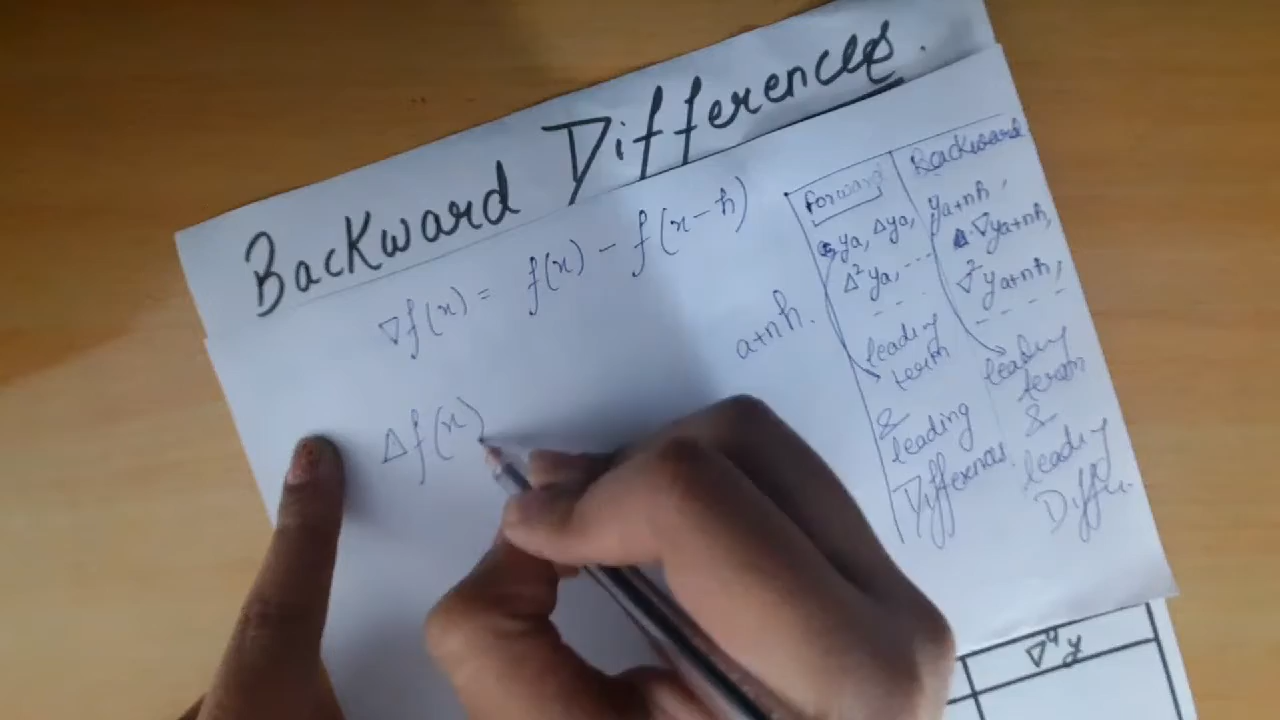 Backward Differences.
∇f(x) = f(x) - f(x-h)
Δf(x)
a+nh.
Forward
ya, Δya,
Δ²ya, ...
leading
term
&
leading
Differences.
Backward
ya+nh,
∇ya+nh,
∇²ya+nh,
leading
term
&
leading
Diffn.
∇⁴y